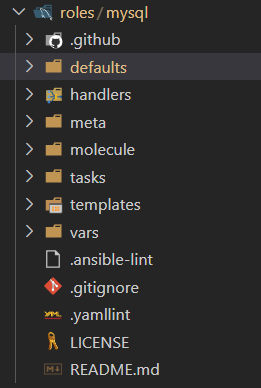 roles/mysql
.github
defaults
handlers
meta
molecule
tasks
templates
vars
.ansible-lint
.gitignore
.yamllint
LICENSE
README.md